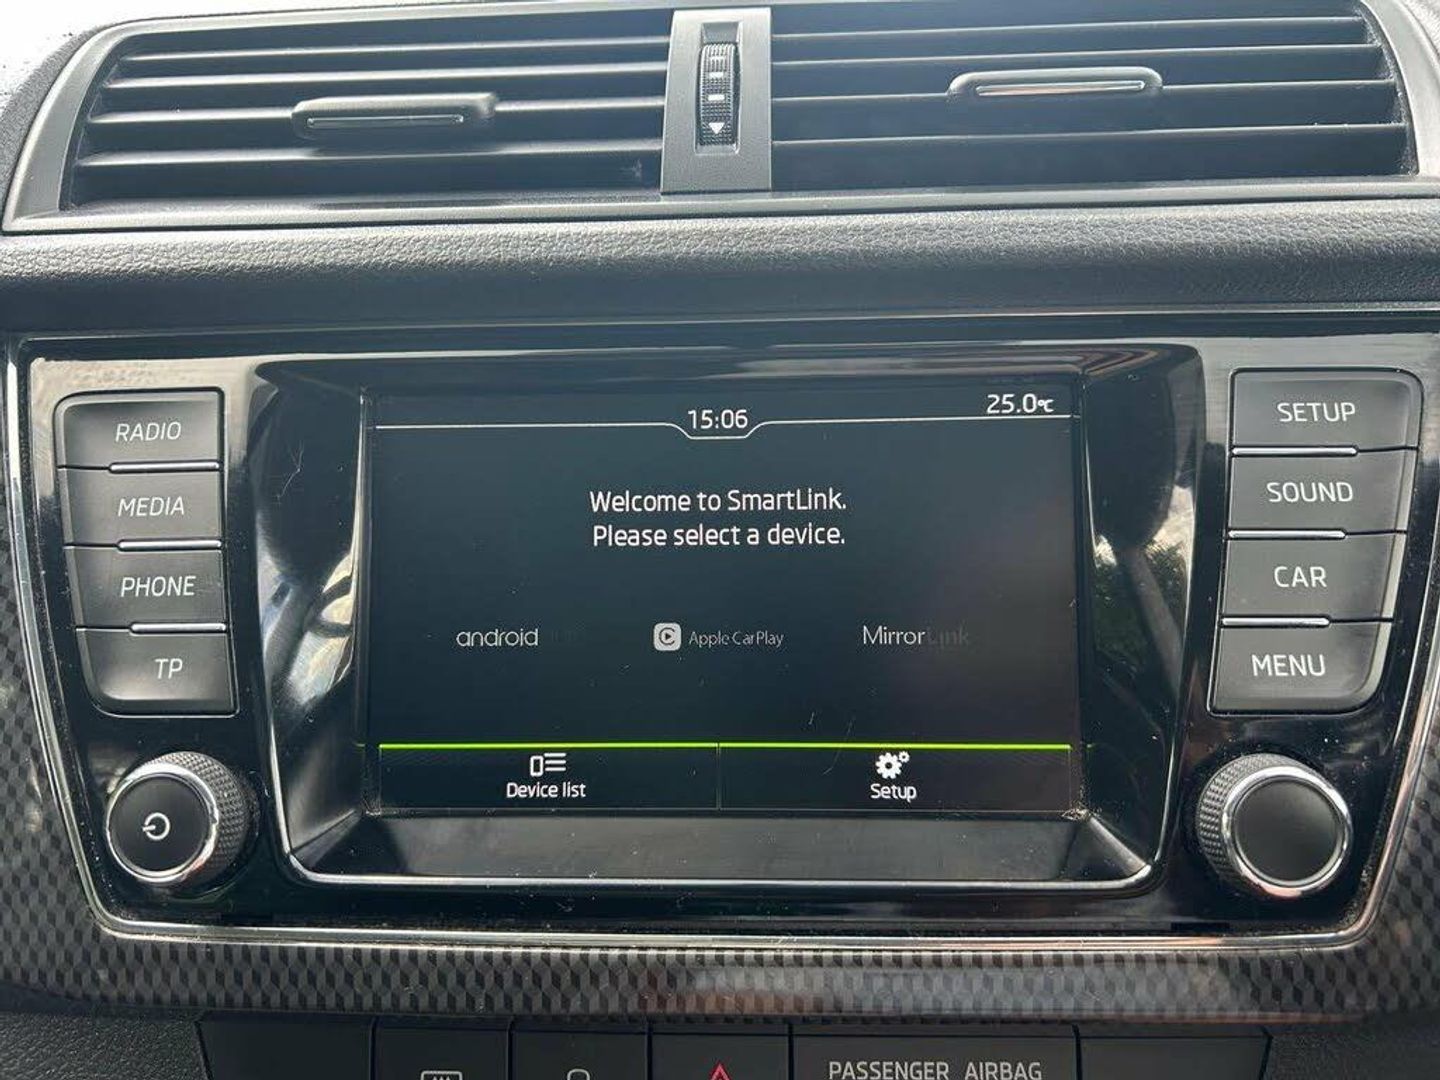 15:06
25.0°C
Welcome to SmartLink.
Please select a device.
android
Apple CarPlay
MirrorLink
Device list
Setup
RADIO
MEDIA
PHONE
TP
SETUP
SOUND
CAR
MENU
PASSENGER AIRBAG